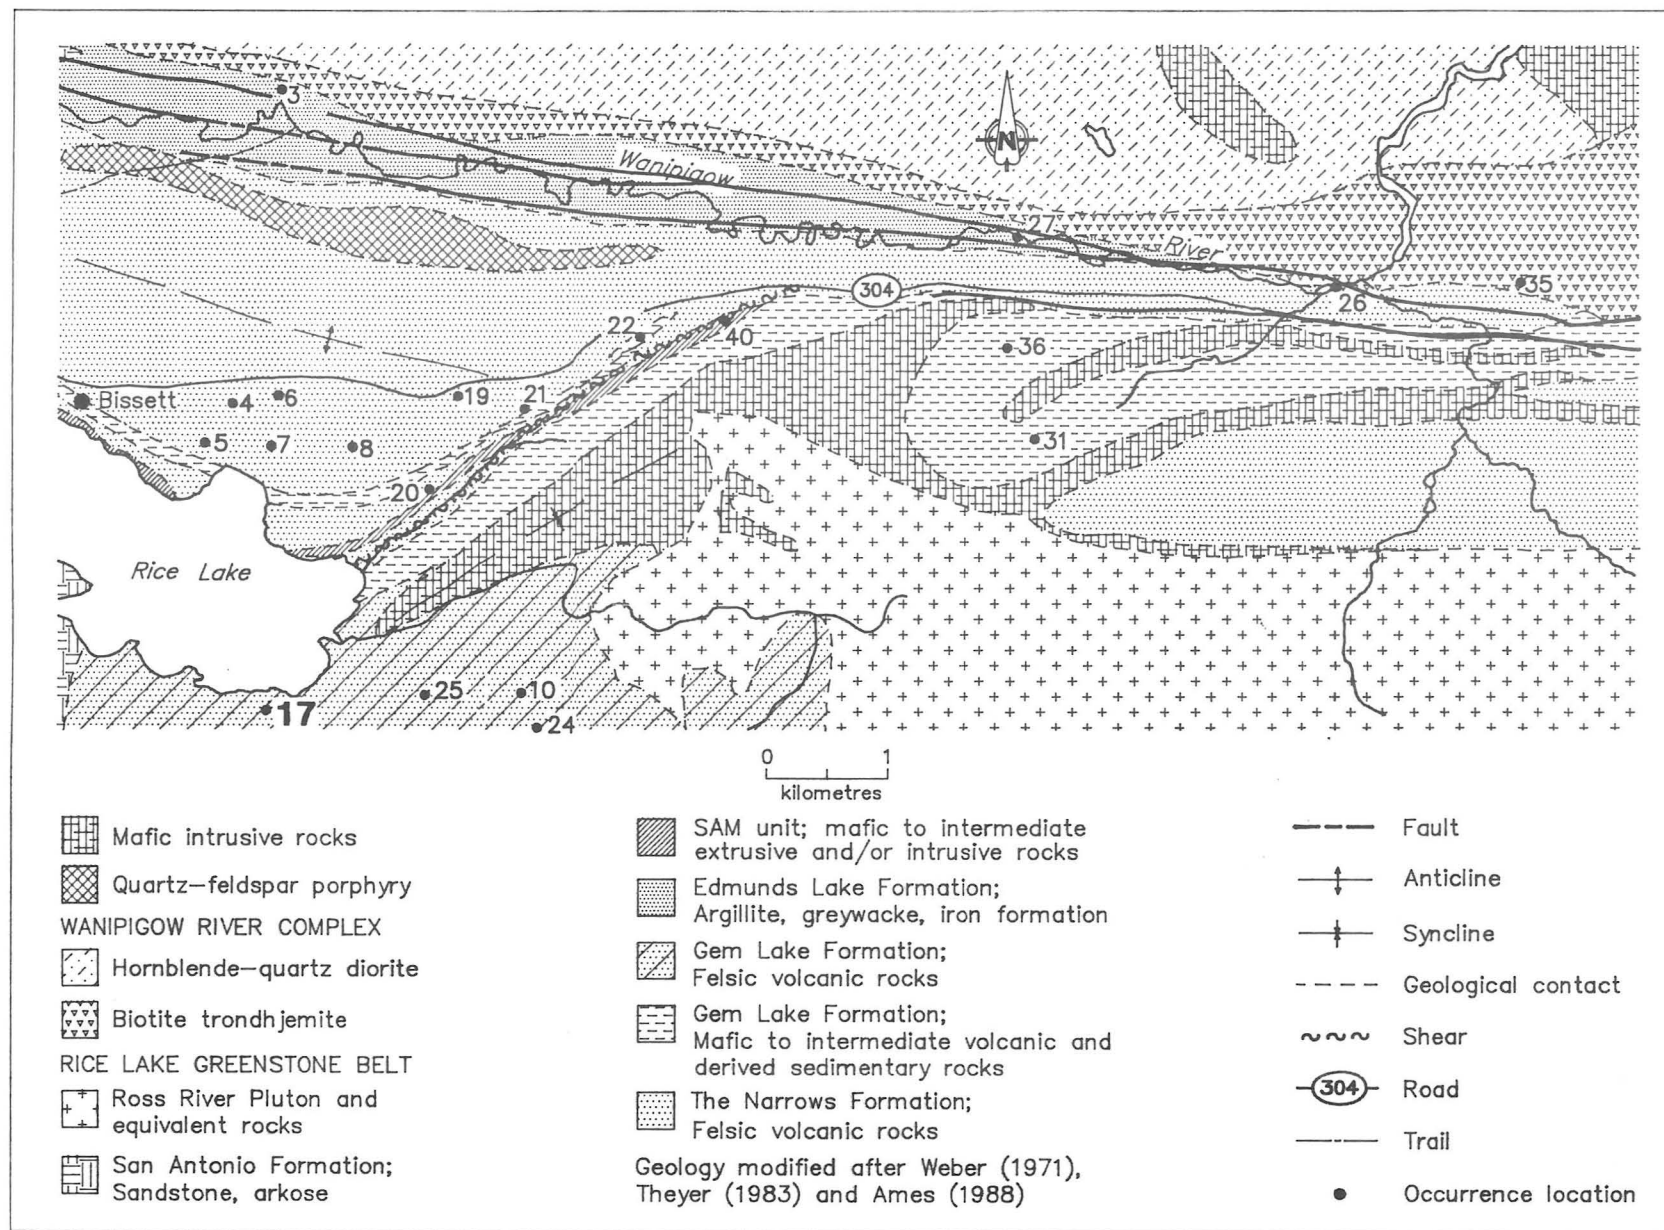 3
Wanipigow
N
27
River
304
35
26
22
40
36
Bissett
4
6
19
21
5
7
8
31
20
Rice Lake
25
10
17
24
0 1
kilometres
Mafic intrusive rocks
Quartz-feldspar porphyry
WANIPIGOW RIVER COMPLEX
Hornblende-quartz diorite
Biotite trondhjemite
RICE LAKE GREENSTONE BELT
Ross River Pluton and
equivalent rocks
San Antonio Formation;
Sandstone, arkose
SAM unit; mafic to intermediate
extrusive and/or intrusive rocks
Edmunds Lake Formation;
Argillite, greywacke, iron formation
Gem Lake Formation;
Felsic volcanic rocks
Gem Lake Formation;
Mafic to intermediate volcanic and
derived sedimentary rocks
The Narrows Formation;
Felsic volcanic rocks
Geology modified after Weber (1971),
Theyer (1983) and Ames (1988)
Fault
Anticline
Syncline
Geological contact
Shear
304 Road
Trail
Occurrence location